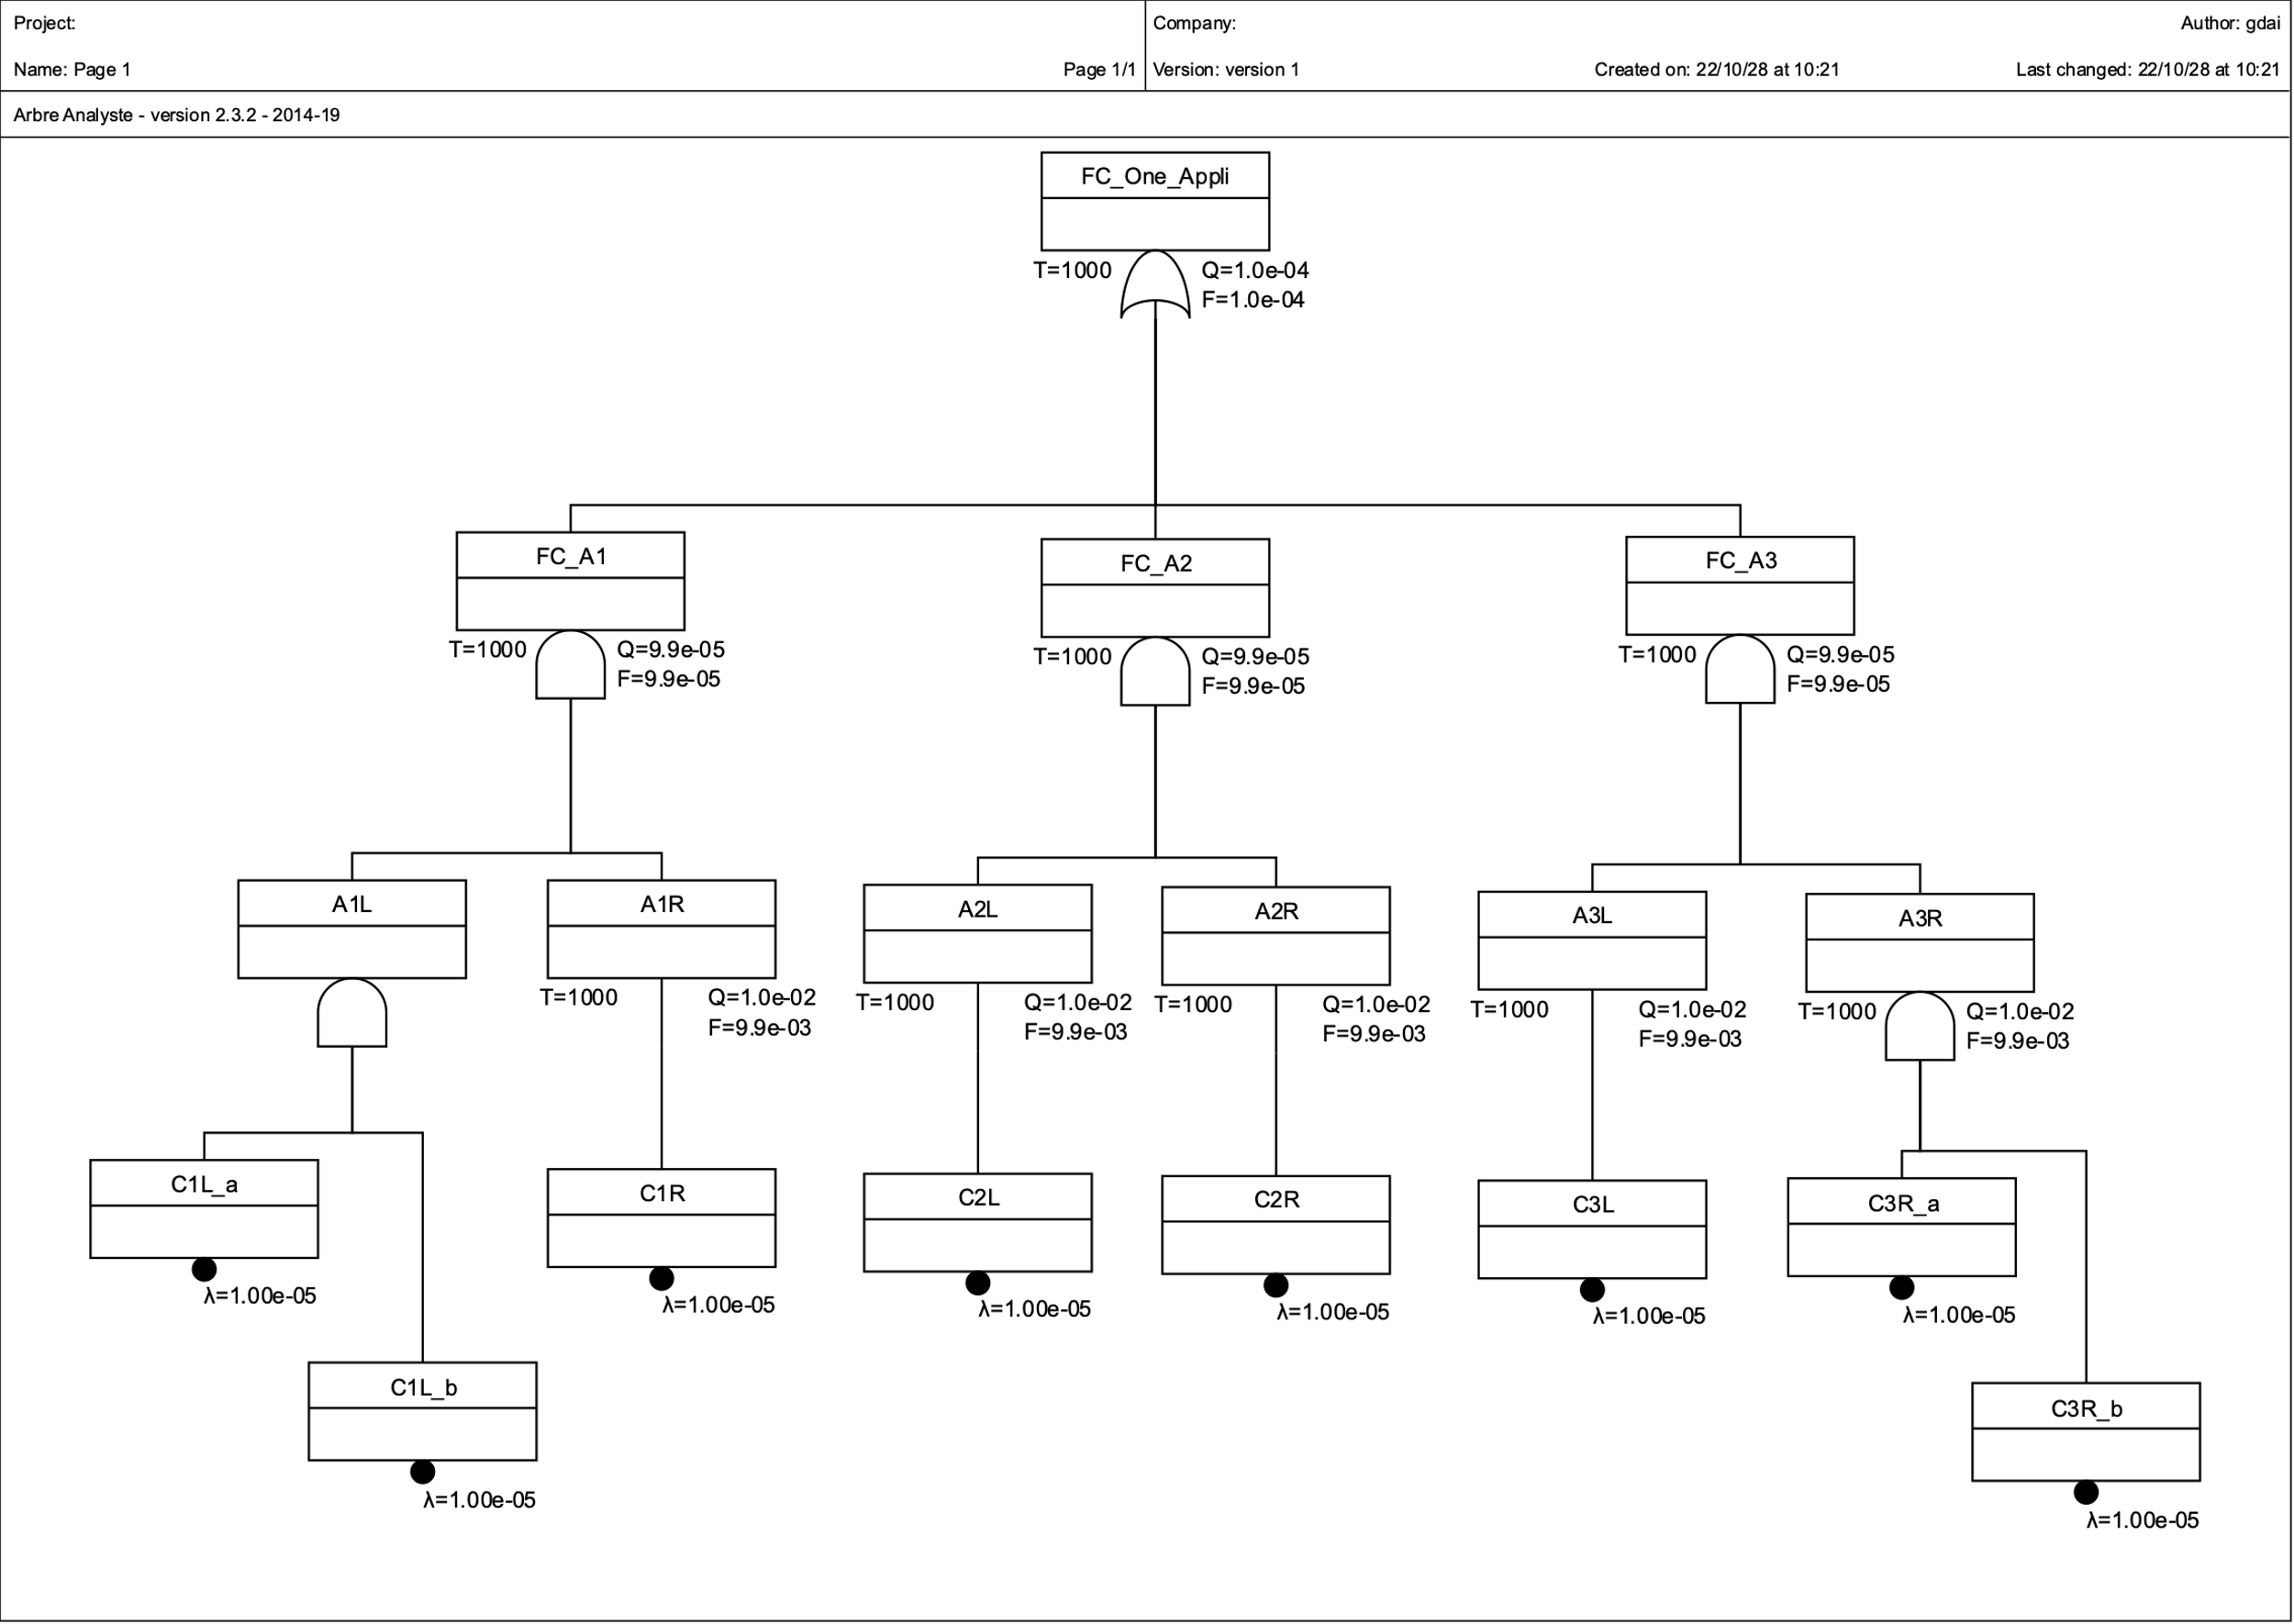 Project:
Company:
Author: gdai
Name: Page 1
Page 1/1
Version: version 1
Created on: 22/10/28 at 10:21
Last changed: 22/10/28 at 10:21
Arbre Analyste - version 2.3.2 - 2014-19
FC_One_Appli
T=1000
Q=1.0e-04
F=1.0e-04
FC_A1
T=1000
Q=9.9e-05
F=9.9e-05
FC_A2
T=1000
Q=9.9e-05
F=9.9e-05
FC_A3
T=1000
Q=9.9e-05
F=9.9e-05
A1L
A1R
T=1000
Q=1.0e-02
F=9.9e-03
A2L
T=1000
Q=1.0e-02
F=9.9e-03
A2R
T=1000
Q=1.0e-02
F=9.9e-03
A3L
T=1000
Q=1.0e-02
F=9.9e-03
A3R
T=1000
Q=1.0e-02
F=9.9e-03
C1L_a
λ=1.00e-05
C1L_b
λ=1.00e-05
C1R
λ=1.00e-05
C2L
λ=1.00e-05
C2R
λ=1.00e-05
C3L
λ=1.00e-05
C3R_a
λ=1.00e-05
C3R_b
λ=1.00e-05